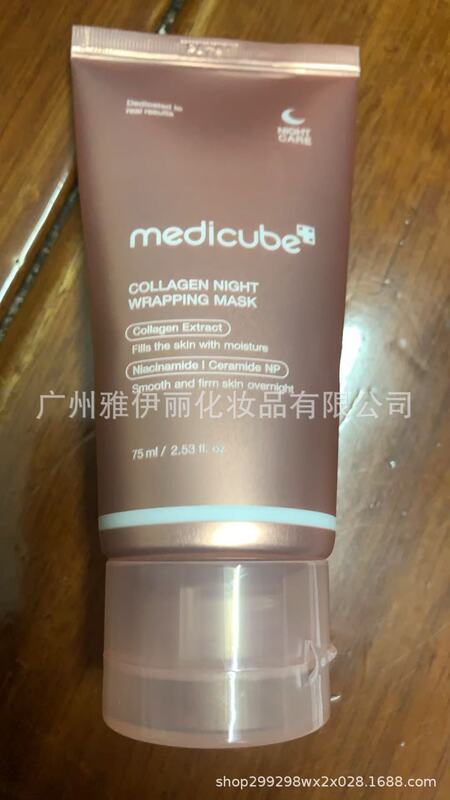 Dedicated to
real results
NIGHT
CARE
medicube
COLLAGEN NIGHT
WRAPPING MASK
Collagen Extract
Fills the skin with moisture
Niacinamide | Ceramide NP
Smooth and firm skin overnight
广州雅伊丽化妆品有限公司
75 ml / 2.53 fl. oz
shop299298wx2x028.1688.com